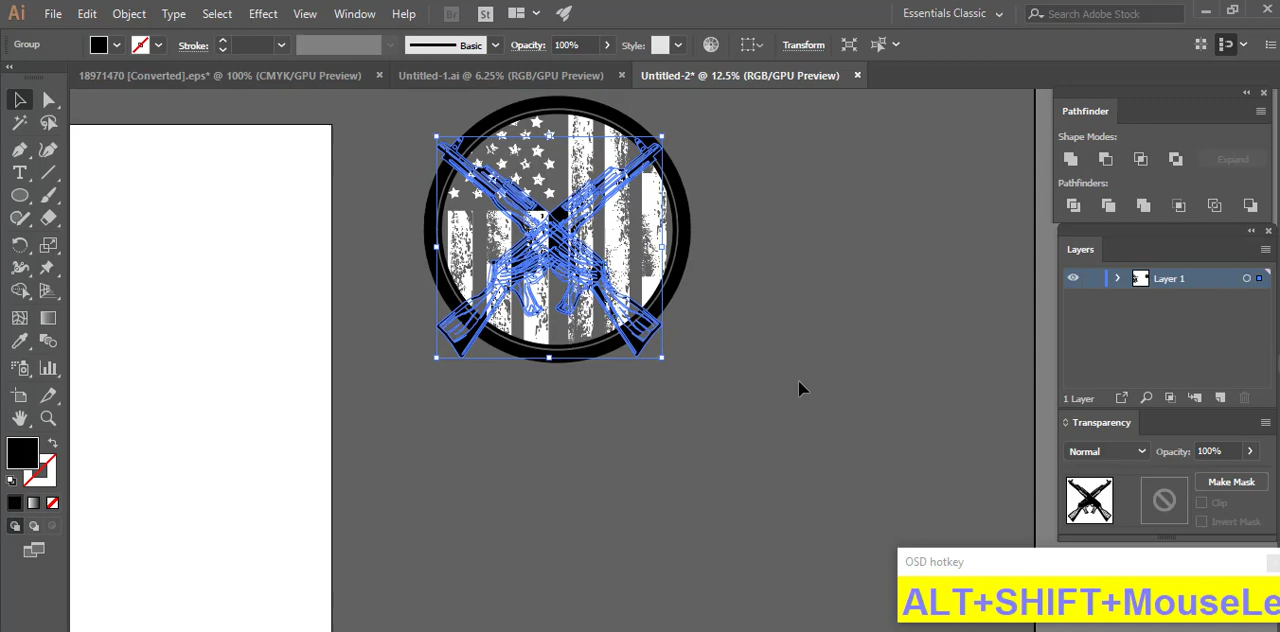 Ai File Edit Object Type Select Effect View Window Help Br St Essentials Classic Search Adobe Stock
Group Stroke: Basic Opacity: 100% Style: Transform
18971470 [Converted].eps* @ 100% (CMYK/GPU Preview) × Untitled-1.ai @ 6.25% (RGB/GPU Preview) × Untitled-2* @ 12.5% (RGB/GPU Preview) ×
Pathfinder
Shape Modes:
Expand
Pathfinders:
Layers
Layer 1
1 Layer
Transparency
Normal Opacity: 100%
Make Mask
Clip
Invert Mask
OSD hotkey
ALT+SHIFT+MouseLe